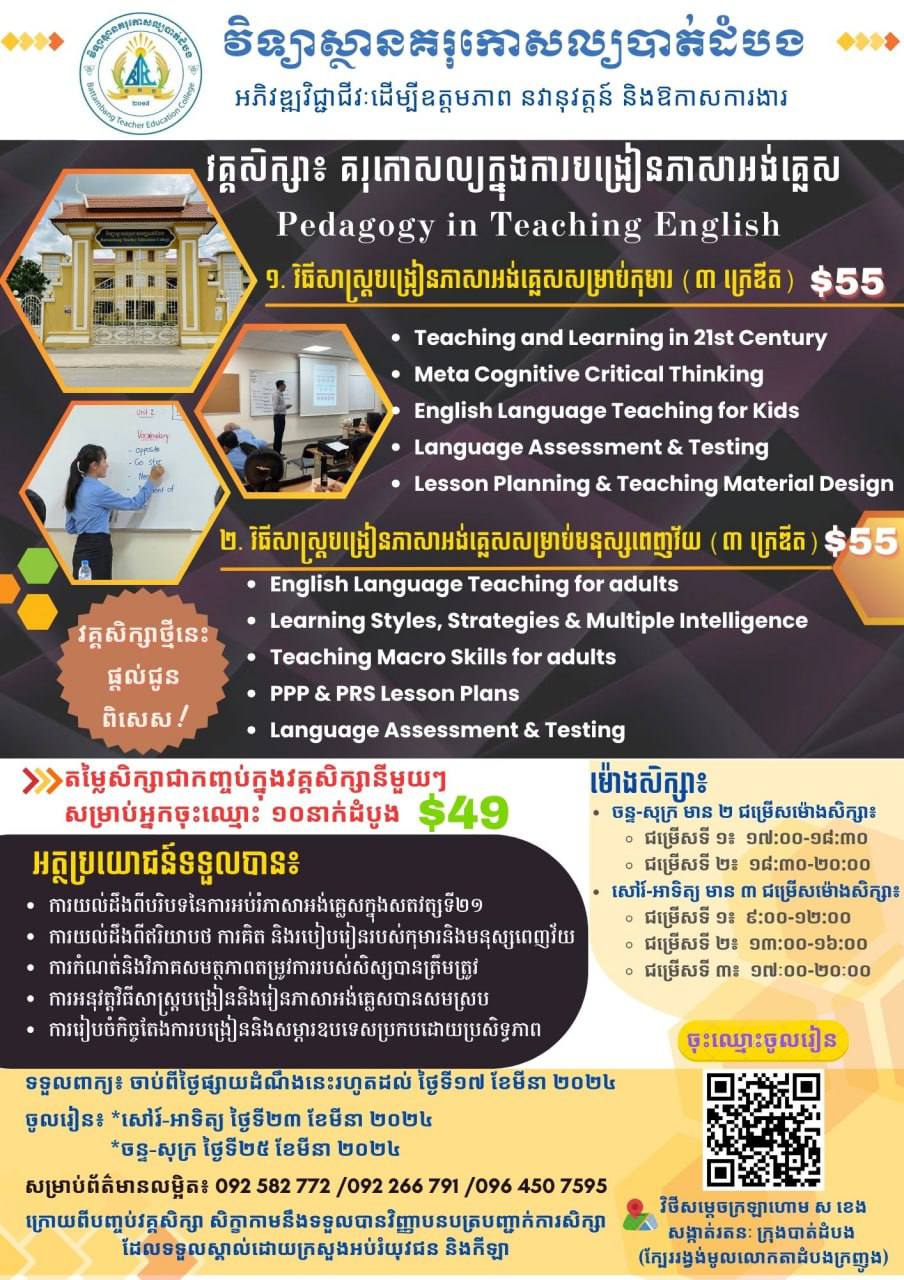 វិទ្យាស្ថានគរុកោសល្យបាត់ដំបង
វិទ្យាស្ថានគរុកោសល្យបាត់ដំបង
Battambang Teacher Education College
BTEC
២០១៨
អភិវឌ្ឍវិជ្ជាជីវៈដើម្បីឧត្តមភាព នវានុវត្តន៍ និងឱកាសការងារ
វគ្គសិក្សា៖ គរុកោសល្យក្នុងការបង្រៀនភាសាអង់គ្លេស
Pedagogy in Teaching English
១. វិធីសាស្ត្របង្រៀនភាសាអង់គ្លេសសម្រាប់កុមារ (៣ ក្រេឌីត) $55
• Teaching and Learning in 21st Century
• Meta Cognitive Critical Thinking
• English Language Teaching for Kids
• Language Assessment & Testing
• Lesson Planning & Teaching Material Design
Battambang Teacher Education College
Unit 2
Vocabulary
- opposite
២. វិធីសាស្ត្របង្រៀនភាសាអង់គ្លេសសម្រាប់មនុស្សពេញវ័យ (៣ ក្រេឌីត) $55
• English Language Teaching for adults
• Learning Styles, Strategies & Multiple Intelligence
• Teaching Macro Skills for adults
• PPP & PRS Lesson Plans
• Language Assessment & Testing
វគ្គសិក្សាថ្មីនេះ
ផ្តល់ជូន
ពិសេស!
តម្លៃសិក្សាជាកញ្ចប់ក្នុងវគ្គសិក្សានីមួយៗ
សម្រាប់អ្នកចុះឈ្មោះ ១០នាក់ដំបូង $49
អត្ថប្រយោជន៍ទទួលបាន៖
• ការយល់ដឹងពីបរិបទនៃការអប់រំភាសាអង់គ្លេសក្នុងសតវត្សទី២១
• ការយល់ដឹងពីឥរិយាបថ ការគិត និងរបៀបរៀនរបស់កុមារនិងមនុស្សពេញវ័យ
• ការកំណត់និងវិភាគសមត្ថភាពតម្រូវការរបស់សិស្សបានត្រឹមត្រូវ
• ការអនុវត្តវិធីសាស្ត្របង្រៀននិងរៀនភាសាអង់គ្លេសបានសមស្រប
• ការរៀបចំកិច្ចតែងការបង្រៀននិងសម្ភារឧបទេសប្រកបដោយប្រសិទ្ធភាព
ម៉ោងសិក្សា៖
• ចន្ទ-សុក្រ មាន ២ ជម្រើសម៉ោងសិក្សា៖
ជម្រើសទី ១៖ ១៧:00-១៨:៣០
ជម្រើសទី ២៖ ១៨:៣០-២០:០០
• សៅរ៍-អាទិត្យ មាន ៣ ជម្រើសម៉ោងសិក្សា៖
ជម្រើសទី ១៖ ៩:០០-១២:០០
ជម្រើសទី ២៖ ១៣:០០-១៦:០០
ជម្រើសទី ៣៖ ១៧:០០-២០:០០
ចុះឈ្មោះចូលរៀន
ទទួលពាក្យ៖ ចាប់ពីថ្ងៃផ្សាយដំណឹងនេះរហូតដល់ ថ្ងៃទី១៧ ខែមីនា ២០២៤
ចូលរៀន៖ *សៅរ៍-អាទិត្យ ថ្ងៃទី២៣ ខែមីនា ២០២៤
*ចន្ទ-សុក្រ ថ្ងៃទី២៥ ខែមីនា ២០២៤
សម្រាប់ព័ត៌មានលម្អិត៖ 092 582 772 /092 266 791 /096 450 7595
ក្រោយពីបញ្ចប់វគ្គសិក្សា សិក្ខាកាមនឹងទទួលបានវិញ្ញាបនបត្របញ្ជាក់ការសិក្សា
ដែលទទួលស្គាល់ដោយក្រសួងអប់រំយុវជន និងកីឡា
វិថីសម្តេចក្រឡាហោម ស ខេង
សង្កាត់រតនៈ ក្រុងបាត់ដំបង
(ក្បែររង្វង់មូលលោកតាដំបងក្រញូង)